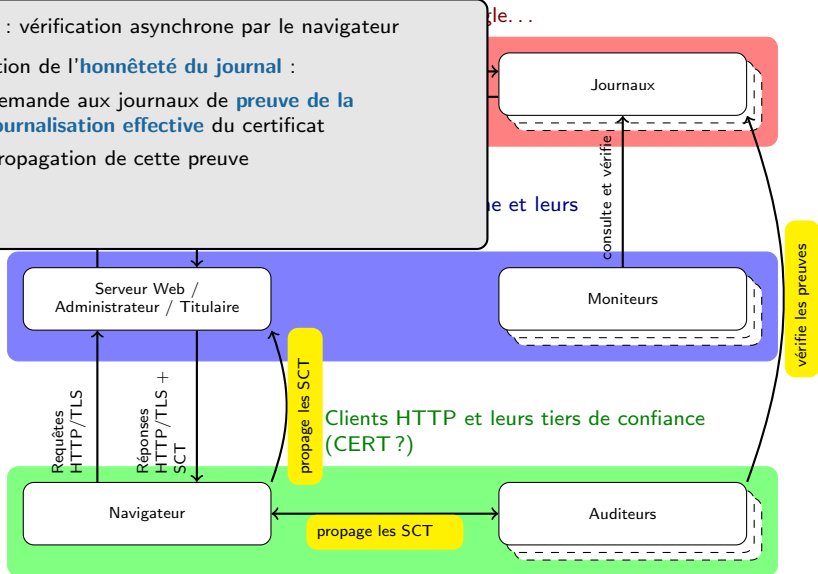 gle...
: vérification asynchrone par le navigateur
tion de l'honnêteté du journal :
emande aux journaux de preuve de la
ournalisation effective du certificat
ropagation de cette preuve
Journaux
consulte et vérifie
e et leurs
vérifie les preuves
Serveur Web /
Administrateur / Titulaire
Moniteurs
Requêtes
HTTP/TLS
Réponses
HTTP/TLS +
SCT
propage les SCT
Clients HTTP et leurs tiers de confiance
(CERT ?)
Navigateur
propage les SCT
Auditeurs